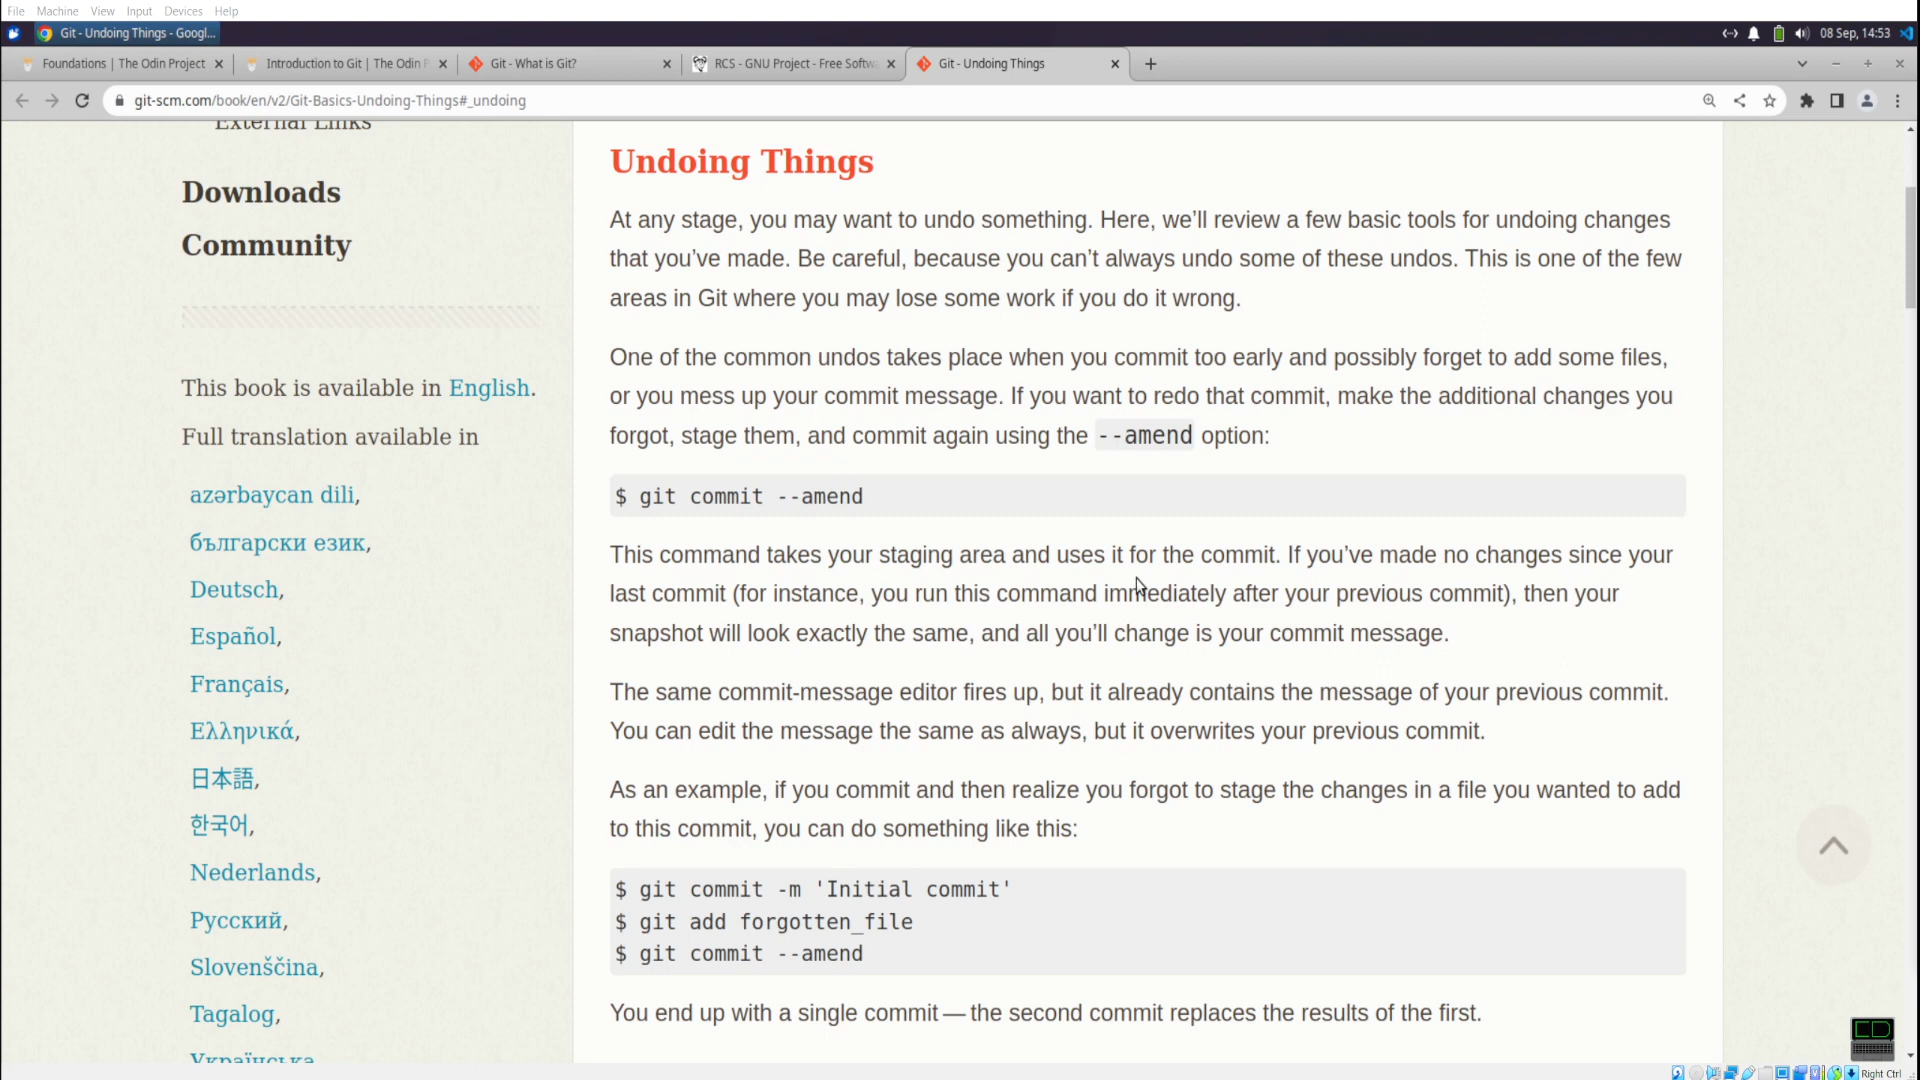 File Machine View Input Devices Help
Git - Undoing Things - Googl...
08 Sep, 14:53
Foundations | The Odin Project
Introduction to Git | The Odin P
Git - What is Git?
RCS - GNU Project - Free Softw
Git - Undoing Things
git-scm.com/book/en/v2/Git-Basics-Undoing-Things#_undoing
External Links
Downloads
Community
This book is available in English.
Full translation available in
azərbaycan dili,
български език,
Deutsch,
Español,
Français,
Ελληνικά,
日本語,
한국어,
Nederlands,
Русский,
Slovenščina,
Tagalog,
Українська
Undoing Things
At any stage, you may want to undo something. Here, we’ll review a few basic tools for undoing changes
that you’ve made. Be careful, because you can’t always undo some of these undos. This is one of the few
areas in Git where you may lose some work if you do it wrong.
One of the common undos takes place when you commit too early and possibly forget to add some files,
or you mess up your commit message. If you want to redo that commit, make the additional changes you
forgot, stage them, and commit again using the --amend option:
$ git commit --amend
This command takes your staging area and uses it for the commit. If you’ve made no changes since your
last commit (for instance, you run this command immediately after your previous commit), then your
snapshot will look exactly the same, and all you’ll change is your commit message.
The same commit-message editor fires up, but it already contains the message of your previous commit.
You can edit the message the same as always, but it overwrites your previous commit.
As an example, if you commit and then realize you forgot to stage the changes in a file you wanted to add
to this commit, you can do something like this:
$ git commit -m 'Initial commit'
$ git add forgotten_file
$ git commit --amend
You end up with a single commit — the second commit replaces the results of the first.
CD
Right Ctrl